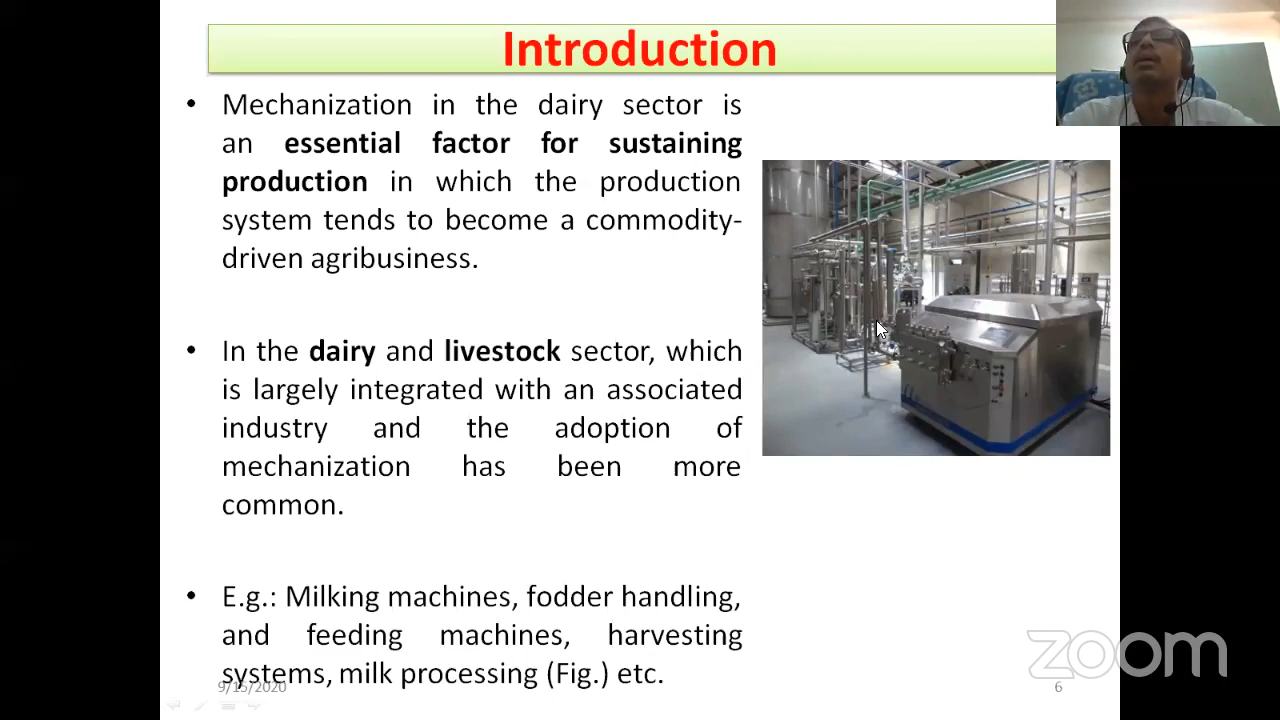 Introduction
• Mechanization in the dairy sector is
an essential factor for sustaining
production in which the production
system tends to become a commodity-
driven agribusiness.
• In the dairy and livestock sector, which
is largely integrated with an associated
industry and the adoption of
mechanization has been more
common.
• E.g.: Milking machines, fodder handling,
and feeding machines, harvesting
systems, milk processing (Fig.) etc.
9/15/2020
6
zoom